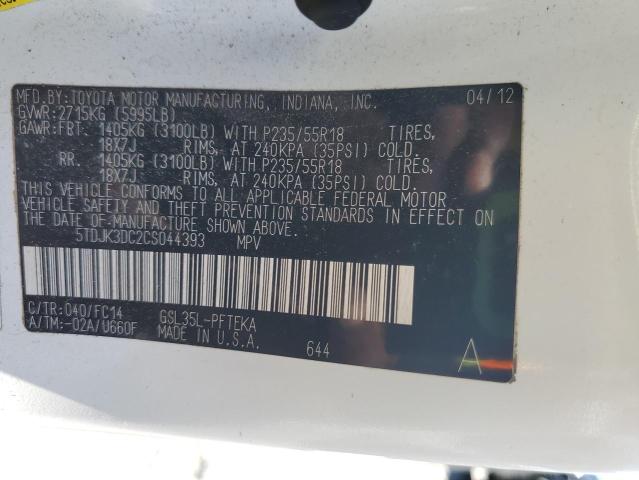 MFD.BY:TOYOTA MOTOR MANUFACTURING, INDIANA, INC. 04/12
GVWR:2715KG (5995LB)
GAWR:FRT. 1405KG (3100LB) WITH P235/55R18 TIRES,
18X7J RIMS, AT 240KPA (35PSI) COLD.
RR. 1405KG (3100LB) WITH P235/55R18 TIRES,
18X7J RIMS, AT 240KPA (35PSI) COLD.
THIS VEHICLE CONFORMS TO ALL APPLICABLE FEDERAL MOTOR
VEHICLE SAFETY AND THEFT PREVENTION STANDARDS IN EFFECT ON
THE DATE-OF-MANUFACTURE SHOWN ABOVE.
5TDJK3DC2CS044393 MPV
C/TR:040/FC14 GSL35L-PFTEKA
A/TM:-02A/U660F MADE IN U.S.A. 644 A